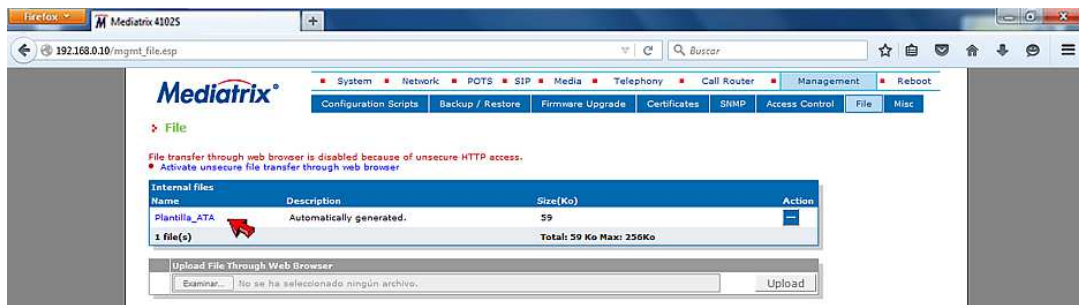 Firefox
Mediatrix 4102S
192.168.0.10/mgmt_file.esp
Buscar
Mediatrix®
System Network POTS SIP Media Telephony Call Router Management Reboot
Configuration Scripts Backup / Restore Firmware Upgrade Certificates SNMP Access Control File Misc
File
File transfer through web browser is disabled because of unsecure HTTP access.
Activate unsecure file transfer through web browser
Internal files
Name Description Size(Ko) Action
Plantilla_ATA Automatically generated. 59
1 file(s) Total: 59 Ko Max: 256Ko
Upload File Through Web Browser
Examinar... No se ha seleccionado ningún archivo. Upload